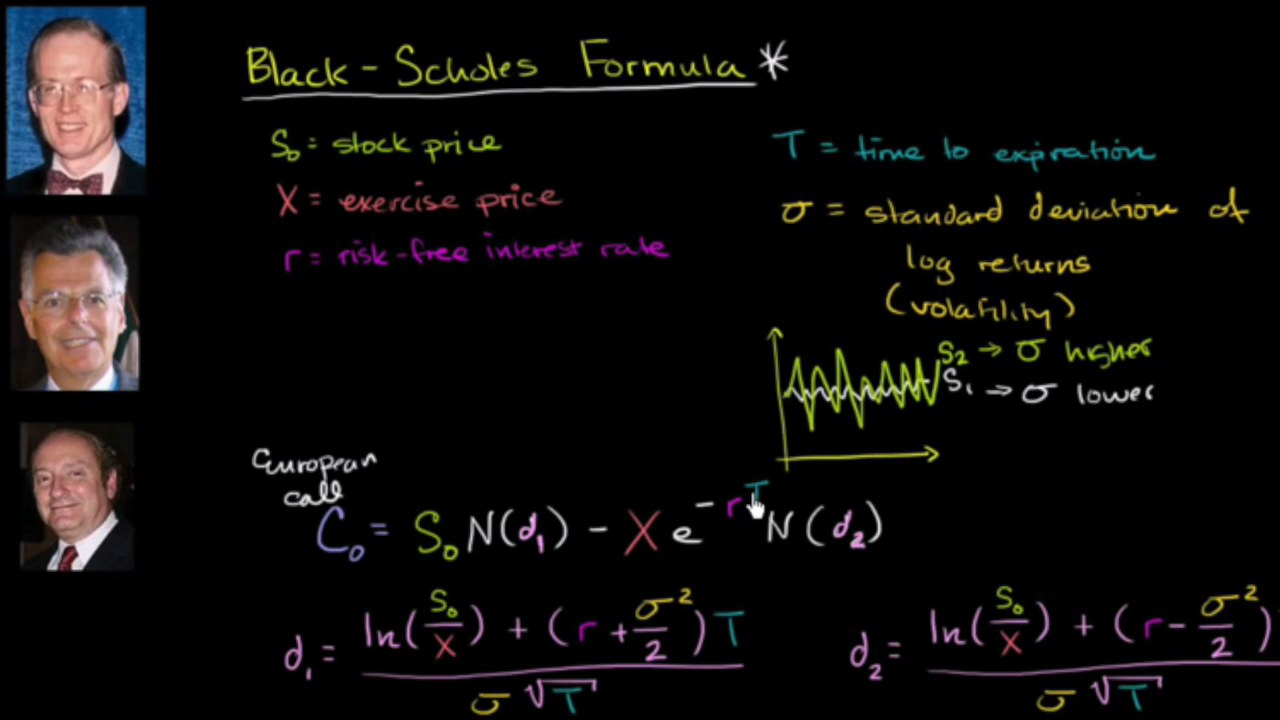 Black-Scholes Formula *
S₀ = stock price
X = exercise price
r = risk-free interest rate
T = time to expiration
σ = standard deviation of
log returns
(volatility)
S₂ → σ higher
S₁ → σ lower
European
call
C₀ = S₀N(d₁) - Xe^(-rT)N(d₂)
d₁ = (ln(S₀/X) + (r + σ²/2)T) / (σ√T)
d₂ = (ln(S₀/X) + (r - σ²/2) / (σ√T)